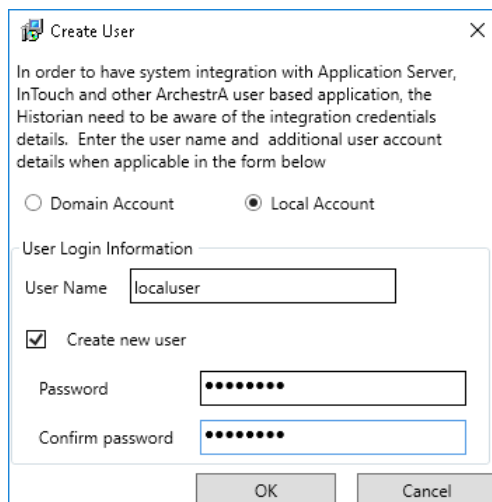 Create User
In order to have system integration with Application Server,
InTouch and other ArchestrA user based application, the
Historian need to be aware of the integration credentials
details.  Enter the user name and  additional user account
details when applicable in the form below
Domain Account Local Account
User Login Information
User Name localuser
Create new user
Password ••••••••
Confirm password ••••••••
OK Cancel